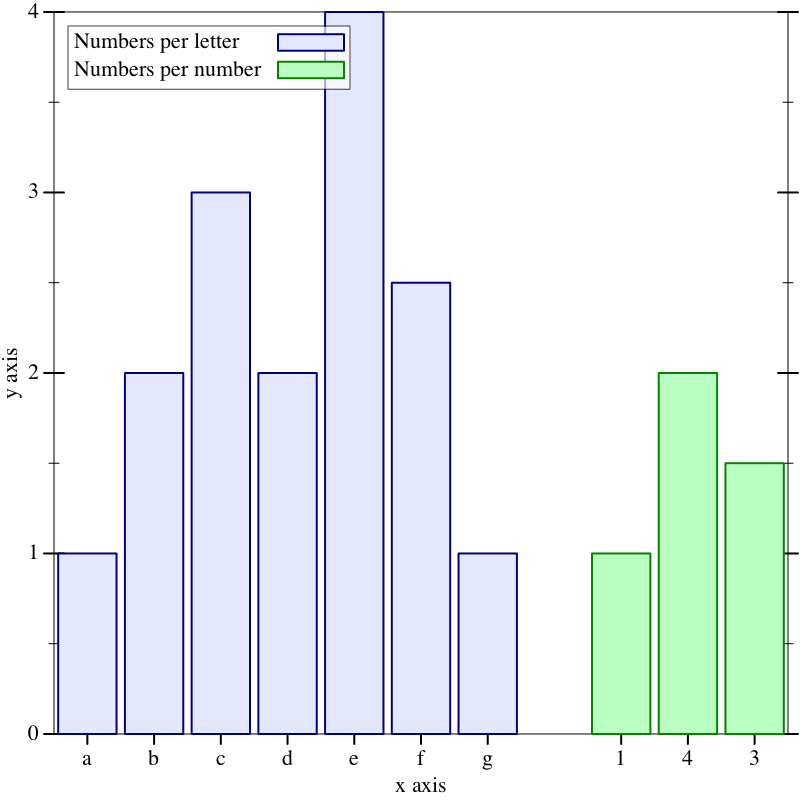 Numbers per letter
Numbers per number
4
3
2
1
0
y axis
a b c d e f g 1 4 3
x axis